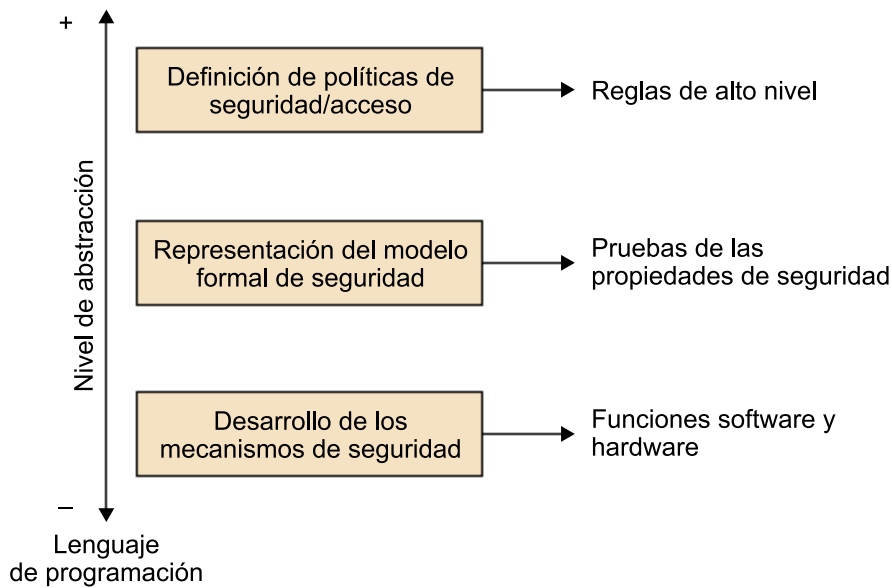 +
Definición de políticas de
seguridad/acceso
Reglas de alto nivel
Nivel de abstracción
Representación del modelo
formal de seguridad
Pruebas de las
propiedades de seguridad
Desarrollo de los
mecanismos de seguridad
Funciones software y
hardware
–
Lenguaje
de programación